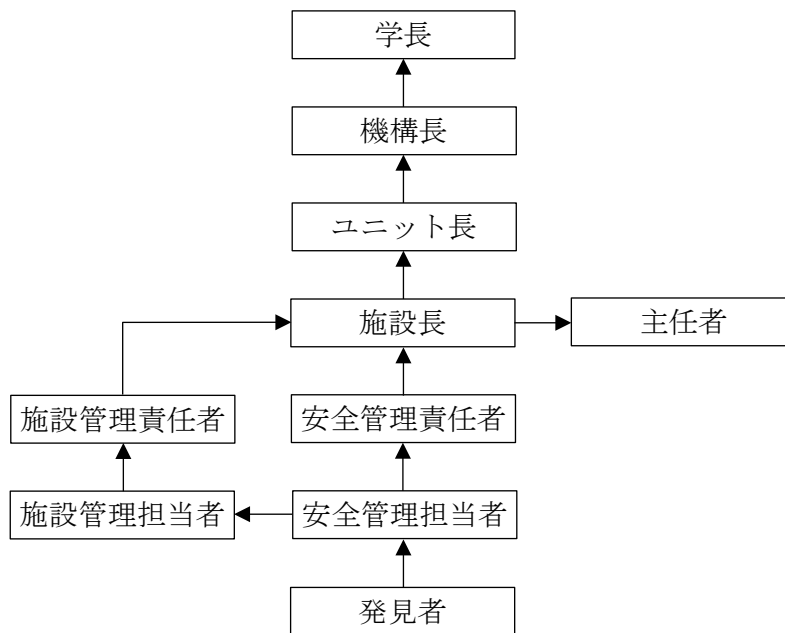 学長
機構長
ユニット長
施設長
主任者
施設管理責任者
安全管理責任者
施設管理担当者
安全管理担当者
発見者